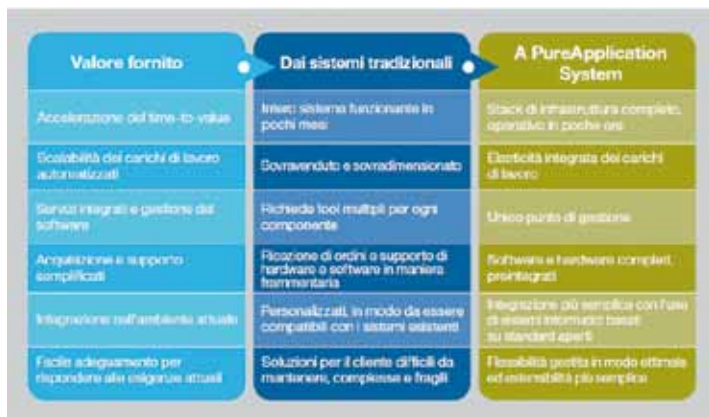 Valore fornito
Dai sistemi tradizionali
A PureApplication
System
Accelerazione del time-to-value
Intero sistema funzionante in
pochi mesi
Stack di infrastruttura completo,
operativo in poche ore
Scalabilità dei carichi di lavoro
automatizzati
Sovravenduto e sovradimensionato
Elasticità integrata dei carichi
di lavoro
Servizi integrati e gestione del
software
Richiede tool multipli per ogni
componente
Unico punto di gestione
Acquisizione e supporto
semplificati
di ordini o supporto di
hardware o software in maniera
frammentaria
Software e hardware completi,
preintegrati
Integrazione nell'ambiente attuale
Personalizzati, in modo da essere
compatibili con i sistemi esistenti
Integrazione più semplice con l'uso
di informatici basati
su standard aperti
Facile adeguamento per
rispondere alle esigenze attuali
Soluzioni per il cliente difficili da
mantenere, complesse e fragili
Flessibilità gestita in modo ottimale
ed estensibilità più semplice